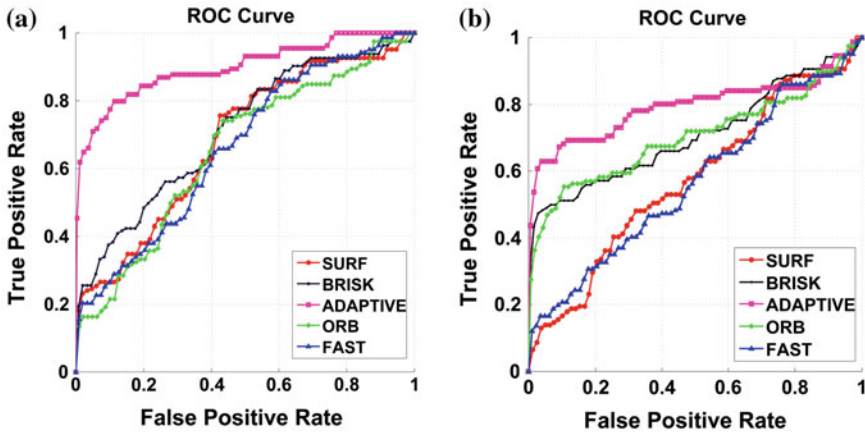 (a)
ROC Curve
True Positive Rate
1
0.8
0.6
0.4
0.2
0
0
0.2
0.4
0.6
0.8
1
False Positive Rate
SURF
BRISK
ADAPTIVE
ORB
FAST
(b)
ROC Curve
True Positive Rate
1
0.8
0.6
0.4
0.2
0
0
0.2
0.4
0.6
0.8
1
False Positive Rate
SURF
BRISK
ADAPTIVE
ORB
FAST